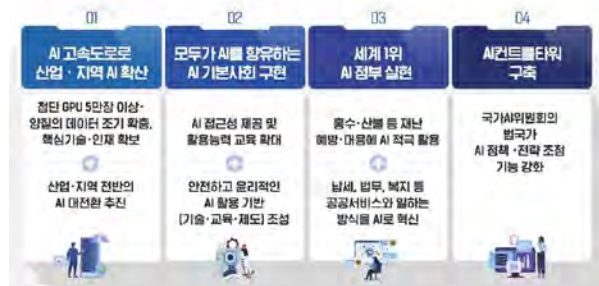 01
AI 고속도로로
산업·지역 AI 확산
첨단 GPU 5만장 이상·
양질의 데이터 조기 확충,
핵심기술·인재 확보
산업·지역 전반의
AI 대전환 추진
02
모두가 AI를 향유하는
AI 기본사회 구현
AI 접근성 제공 및
활용능력 교육 확대
안전하고 윤리적인
AI 활용 기반
(기술·교육·제도) 조성
03
세계 1위
AI 정부 실현
홍수·산불 등 재난
예방·대응에 AI 적극 활용
납세, 법무, 복지 등
공공서비스와 일하는
방식을 AI로 혁신
04
AI컨트롤타워
구축
국가AI위원회의
범국가
AI 정책·전략 조정
기능 강화